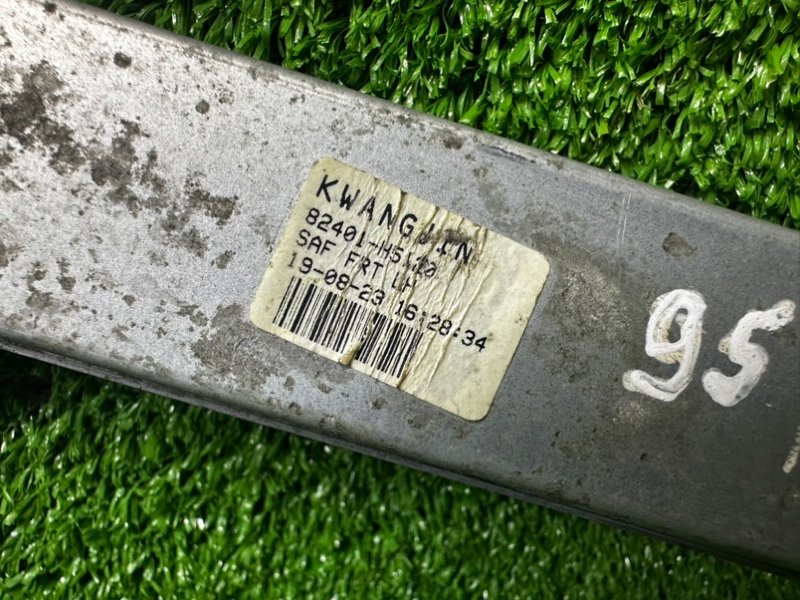 KWANGJIN
SAF FRT LH
19-08-23 16:28:34
95